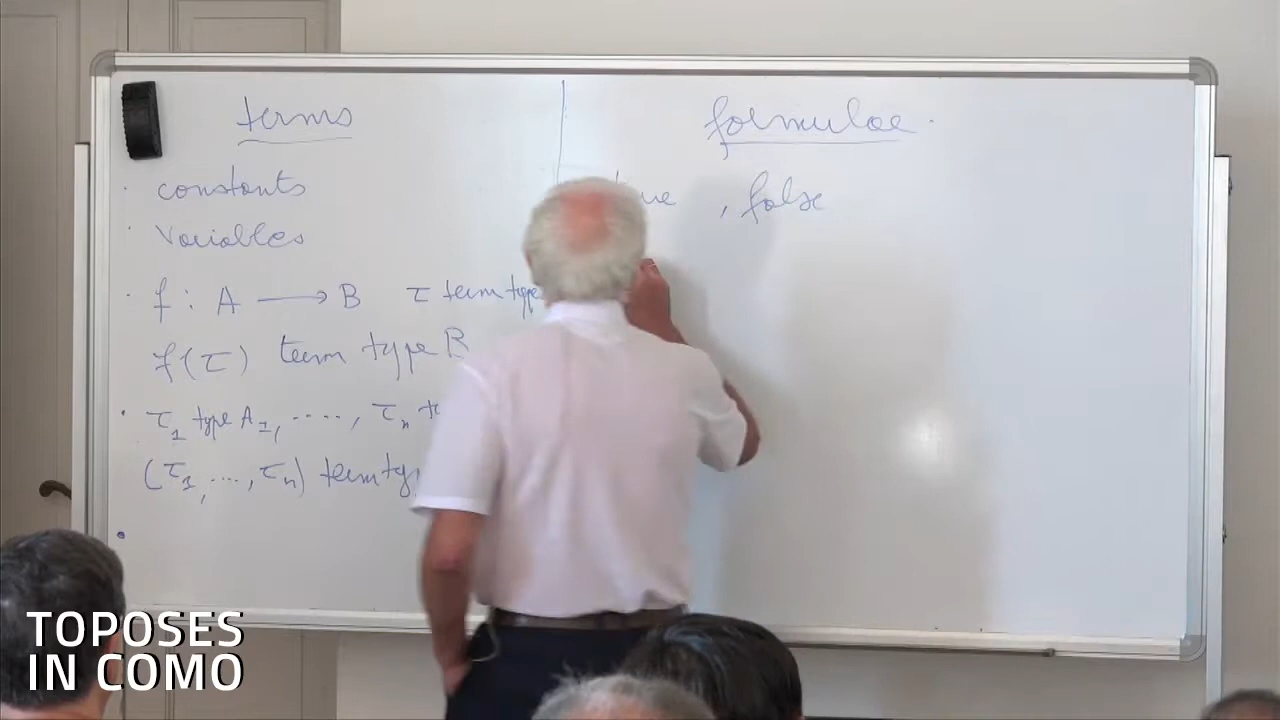 terms
constants
variables
f : A ⟶ B τ term type
f(τ) term type B
τ₁ type A₁, ...., τₙ
(τ₁, ..., τₙ) term
formulae.
, false
TOPOSES
IN COMO